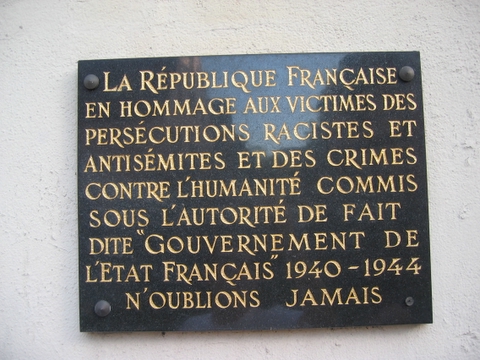 LA RÉPUBLIQUE FRANÇAISE
EN HOMMAGE AUX VICTIMES DES
PERSÉCUTIONS RACISTES ET
ANTISÉMITES ET DES CRIMES
CONTRE L'HUMANITÉ COMMIS
SOUS L'AUTORITÉ DE FAIT
DITE "GOUVERNEMENT DE
L'ETAT FRANÇAIS" 1940-1944
N'OUBLIONS JAMAIS